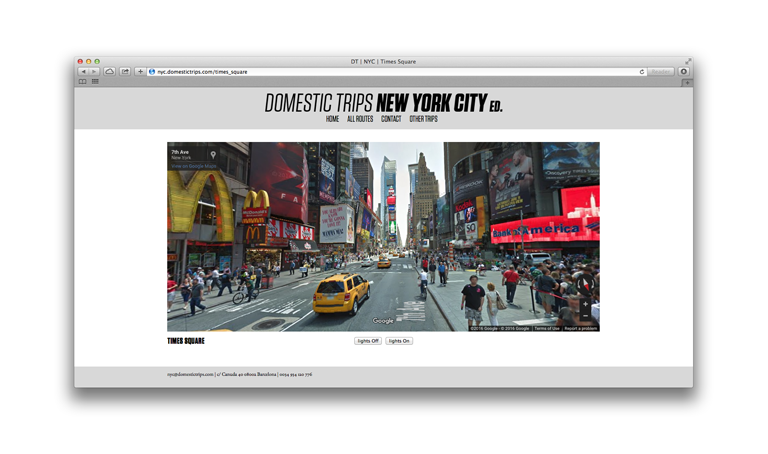 DT | NYC | Times Square
nyc.domestictrips.com/times_square
Reader
DOMESTIC TRIPS NEW YORK CITY ED.
HOME ALL ROUTES CONTACT OTHER TRIPS
7th Ave
New York
View on Google Maps
Bank of America
50
7th Ave
Google
©2016 Google - © 2016 Google Terms of Use Report a problem
TIMES SQUARE
lights Off lights On
nyc@domestictrips.com | c/ Canuda 40 08002 Barcelona | 0034 934 120 776